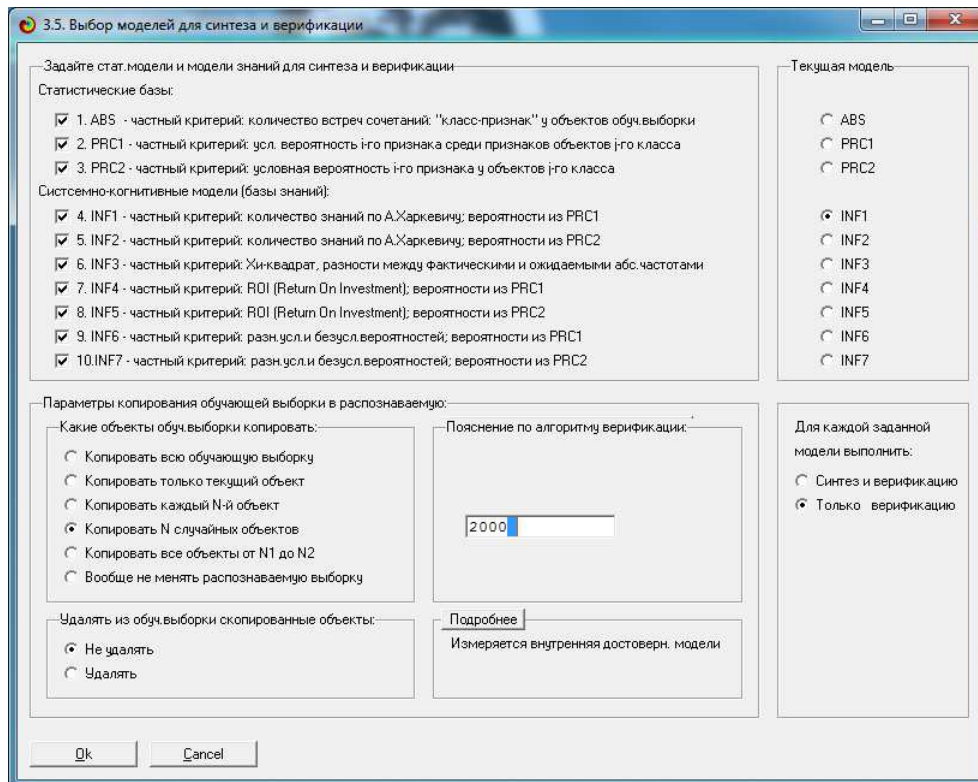 3.5. Выбор моделей для синтеза и верификации
Задайте стат.модели и модели знаний для синтеза и верификации
Статистические базы:
1. ABS - частный критерий: количество встреч сочетаний: "класс-признак" у объектов обуч.выборки
2. PRC1 - частный критерий: усл. вероятность i-го признака среди признаков объектов j-го класса
3. PRC2 - частный критерий: условная вероятность i-го признака у объектов j-го класса
Системно-когнитивные модели (базы знаний):
4. INF1 - частный критерий: количество знаний по А.Харкевичу; вероятности из PRC1
5. INF2 - частный критерий: количество знаний по А.Харкевичу; вероятности из PRC2
6. INF3 - частный критерий: Хи-квадрат, разности между фактическими и ожидаемыми абс.частотами
7. INF4 - частный критерий: ROI (Return On Investment); вероятности из PRC1
8. INF5 - частный критерий: ROI (Return On Investment); вероятности из PRC2
9. INF6 - частный критерий: разн.усл.и безусл.вероятностей; вероятности из PRC1
10.INF7 - частный критерий: разн.усл.и безусл.вероятностей; вероятности из PRC2
Текущая модель
ABS
PRC1
PRC2
INF1
INF2
INF3
INF4
INF5
INF6
INF7
Параметры копирования обучающей выборки в распознаваемую:
Какие объекты обуч.выборки копировать:
Копировать всю обучающую выборку
Копировать только текущий объект
Копировать каждый N-й объект
Копировать N случайных объектов
Копировать все объекты от N1 до N2
Вообще не менять распознаваемую выборку
Пояснение по алгоритму верификации:
2000
Удалять из обуч.выборки скопированные объекты:
Не удалять
Удалять
Подробнее
Измеряется внутренняя достоверн. модели
Для каждой заданной
модели выполнить:
Синтез и верификацию
Только верификацию
Ok
Cancel